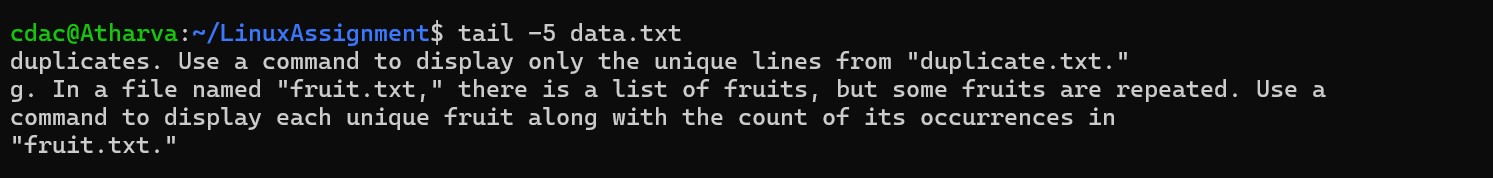 cdac@Atharva:~/LinuxAssignment$ tail -5 data.txt
duplicates. Use a command to display only the unique lines from "duplicate.txt."
g. In a file named "fruit.txt," there is a list of fruits, but some fruits are repeated. Use a
command to display each unique fruit along with the count of its occurrences in
"fruit.txt."